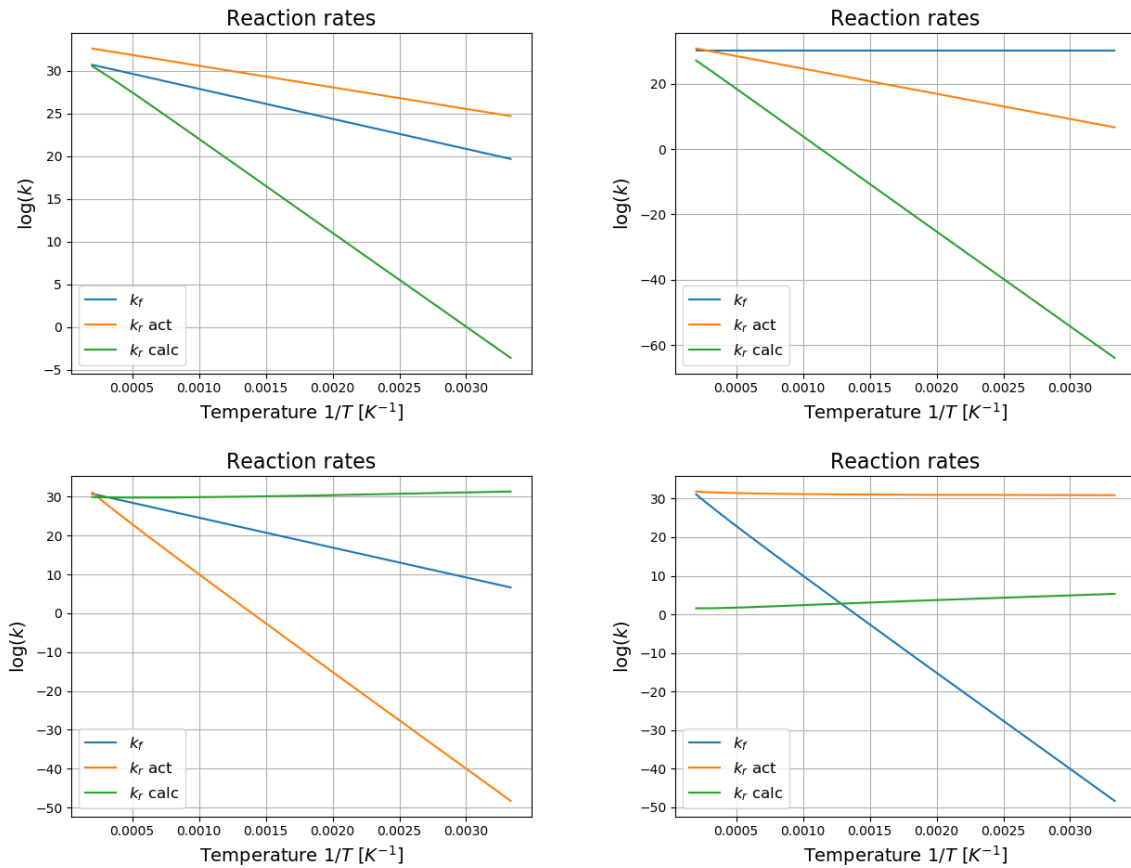 Reaction rates
30
25
20
15
10
5
0
−5
log(k)
k_f
k_r act
k_r calc
0.0005 0.0010 0.0015 0.0020 0.0025 0.0030
Temperature 1/T [K⁻¹]
Reaction rates
20
0
−20
−40
−60
log(k)
k_f
k_r act
k_r calc
0.0005 0.0010 0.0015 0.0020 0.0025 0.0030
Temperature 1/T [K⁻¹]
Reaction rates
30
20
10
0
−10
−20
−30
−40
−50
log(k)
k_f
k_r act
k_r calc
0.0005 0.0010 0.0015 0.0020 0.0025 0.0030
Temperature 1/T [K⁻¹]
Reaction rates
30
20
10
0
−10
−20
−30
−40
−50
log(k)
k_f
k_r act
k_r calc
0.0005 0.0010 0.0015 0.0020 0.0025 0.0030
Temperature 1/T [K⁻¹]